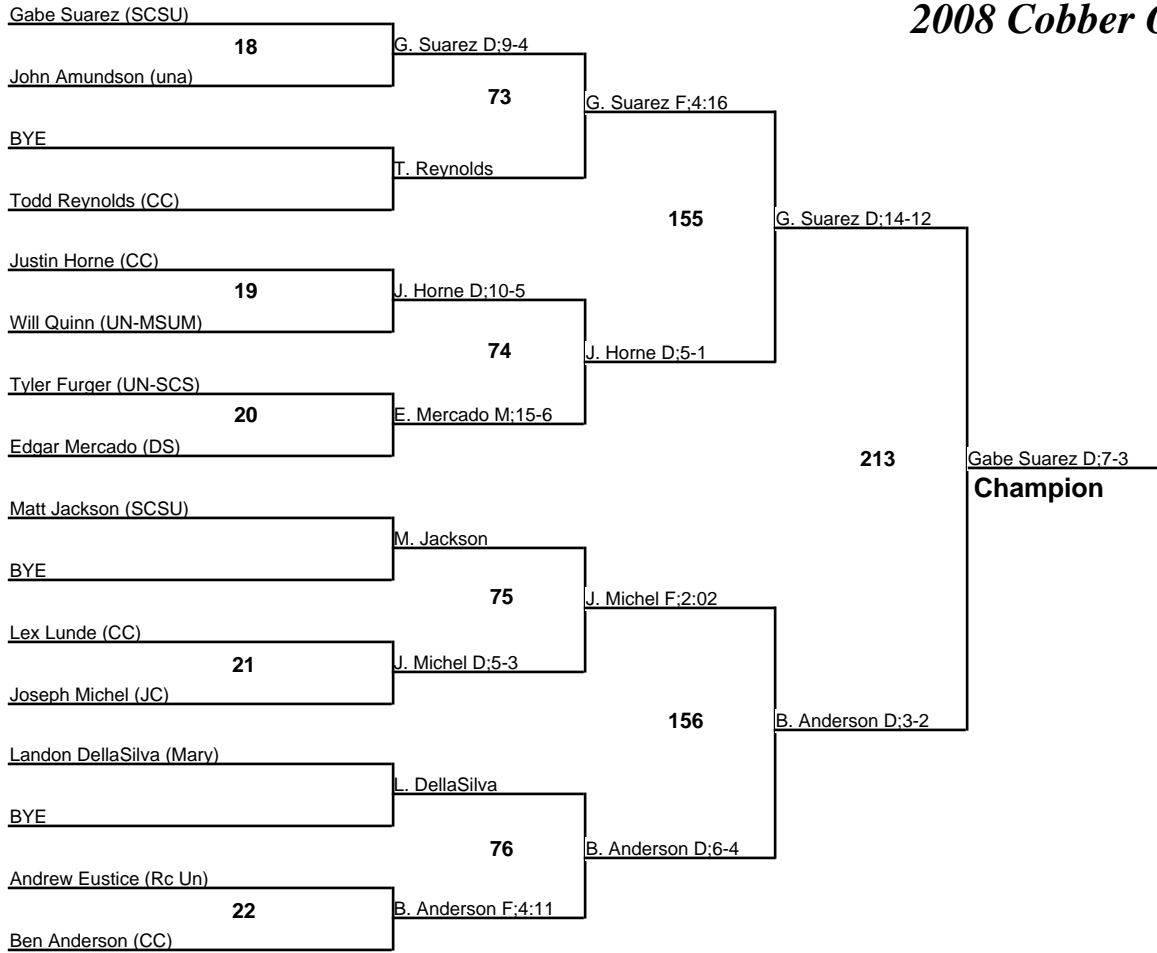 2008 Cobber
Gabe Suarez (SCSU)
18
G. Suarez D;9-4
John Amundson (una)
73
G. Suarez F;4:16
BYE
T. Reynolds
Todd Reynolds (CC)
155
G. Suarez D;14-12
Justin Horne (CC)
19
J. Horne D;10-5
Will Quinn (UN-MSUM)
74
J. Horne D;5-1
Tyler Furger (UN-SCS)
20
E. Mercado M;15-6
Edgar Mercado (DS)
213
Gabe Suarez D;7-3
Champion
Matt Jackson (SCSU)
M. Jackson
BYE
75
J. Michel F;2:02
Lex Lunde (CC)
21
J. Michel D;5-3
Joseph Michel (JC)
156
B. Anderson D;3-2
Landon DellaSilva (Mary)
L. DellaSilva
BYE
76
B. Anderson D;6-4
Andrew Eustice (Rc Un)
22
B. Anderson F;4:11
Ben Anderson (CC)